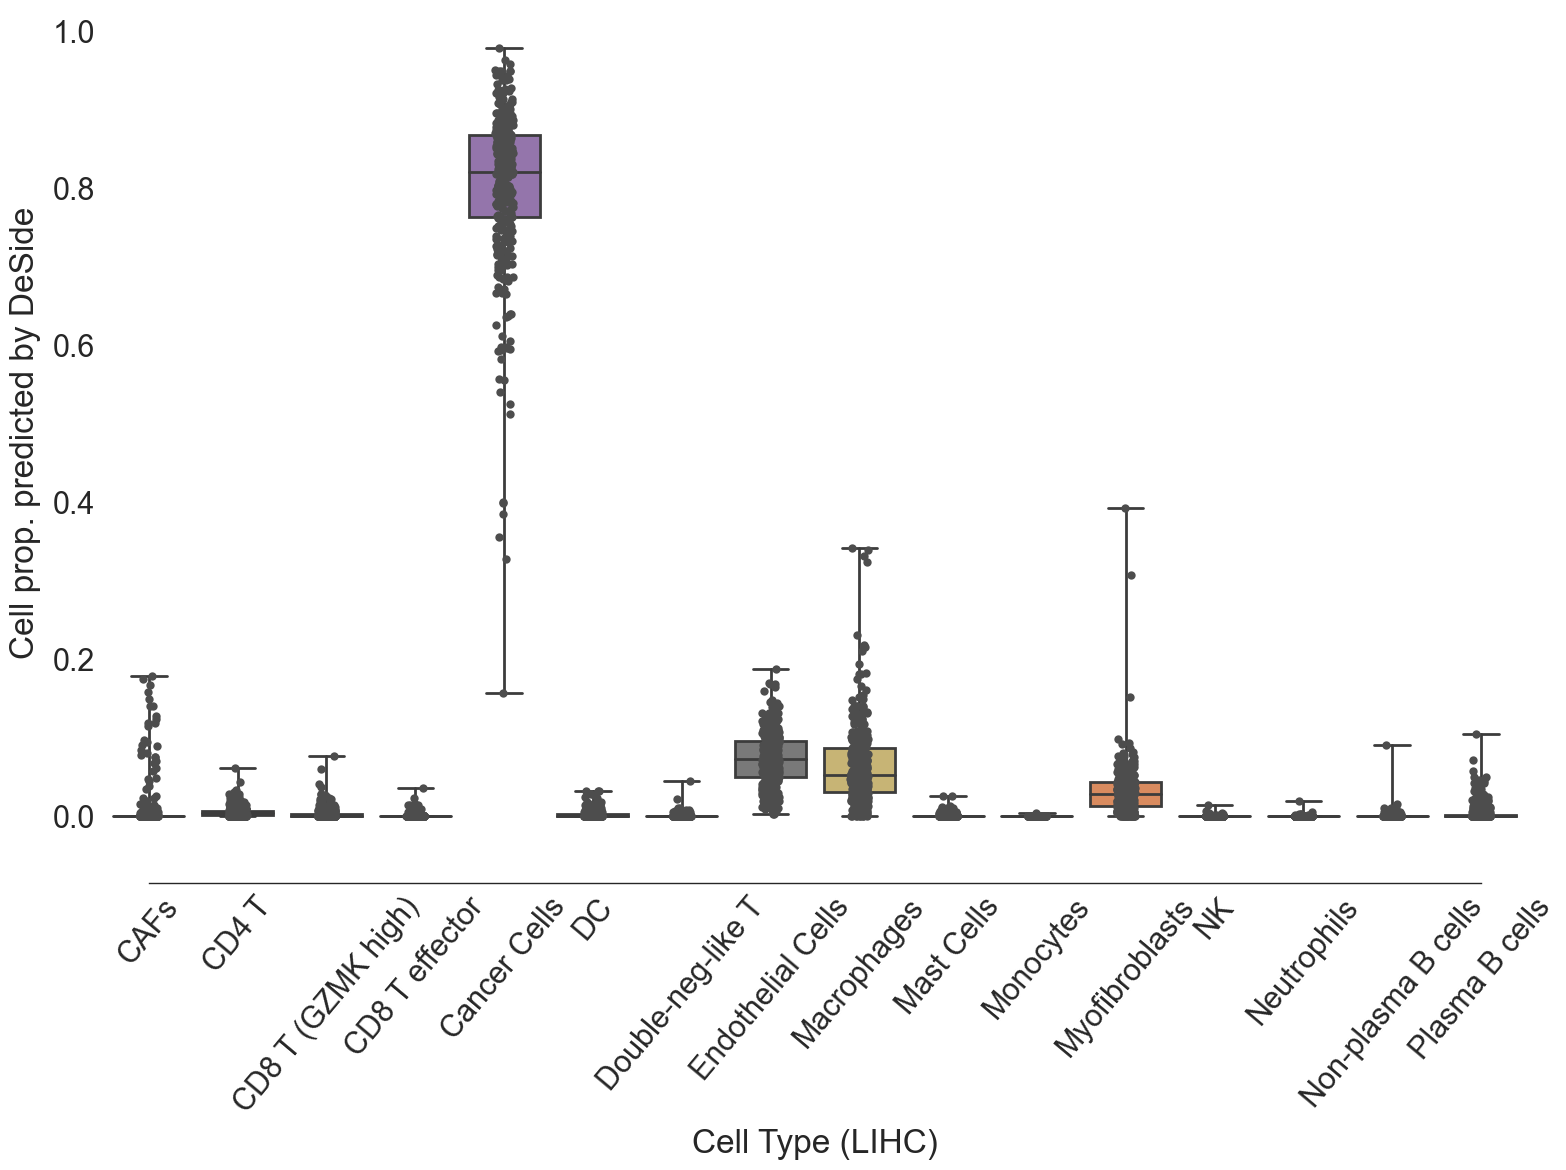 Cell prop. predicted by DeSide
1.0
0.8
0.6
0.4
0.2
0.0
CAFs
CD4 T
CD8 T (GZMK high)
CD8 T effector
Cancer Cells
DC
Double-neg-like T
Endothelial Cells
Macrophages
Mast Cells
Monocytes
Myofibroblasts
NK
Neutrophils
Non-plasma B cells
Plasma B cells
Cell Type (LIHC)